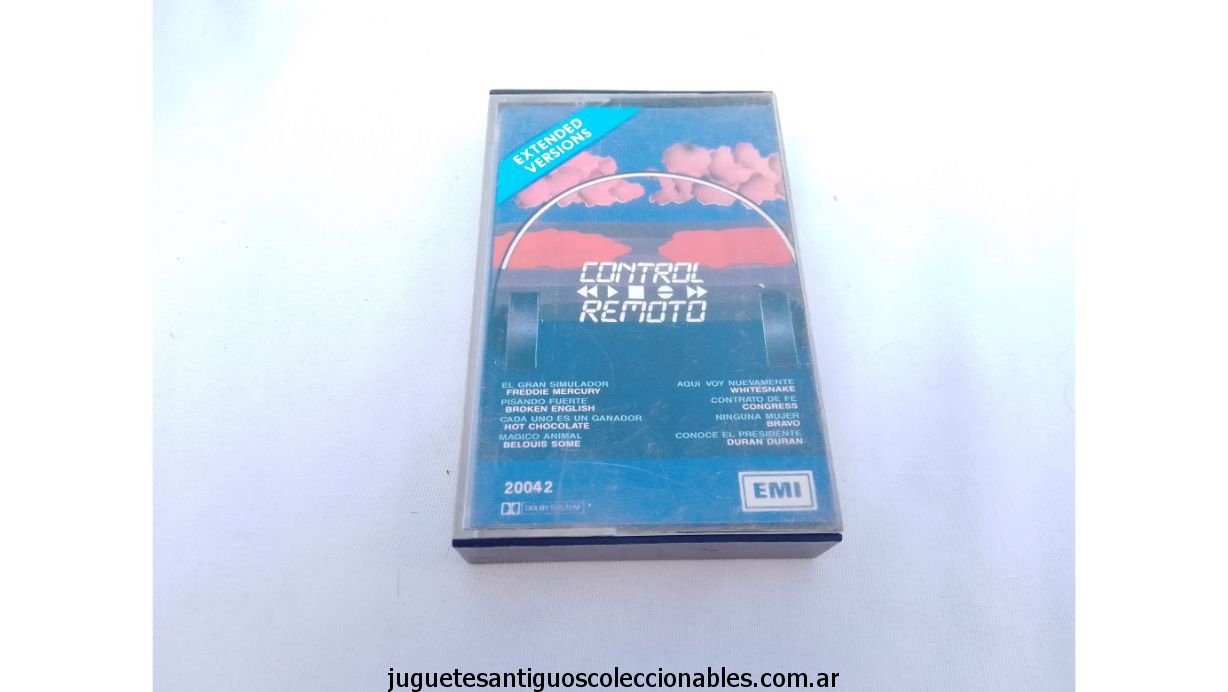 EXTENDED
VERSIONS
CONTROL
REMOTO
EL GRAN SIMULADOR
FREDDIE MERCURY
PISANDO FUERTE
BROKEN ENGLISH
CADA UNO ES UN GANADOR
HOT CHOCOLATE
MAGICO ANIMAL
BELOUIS SOME
AQUI VOY NUEVAMENTE
WHITESNAKE
CONTRATO DE FE
CONGRESS
NINGUNA MUJER
BRAVO
CONOCE EL PRESIDENTE
DURAN DURAN
20042
DOLBY SYSTEM
EMI
juguetesantiguoscoleccionables.com.ar